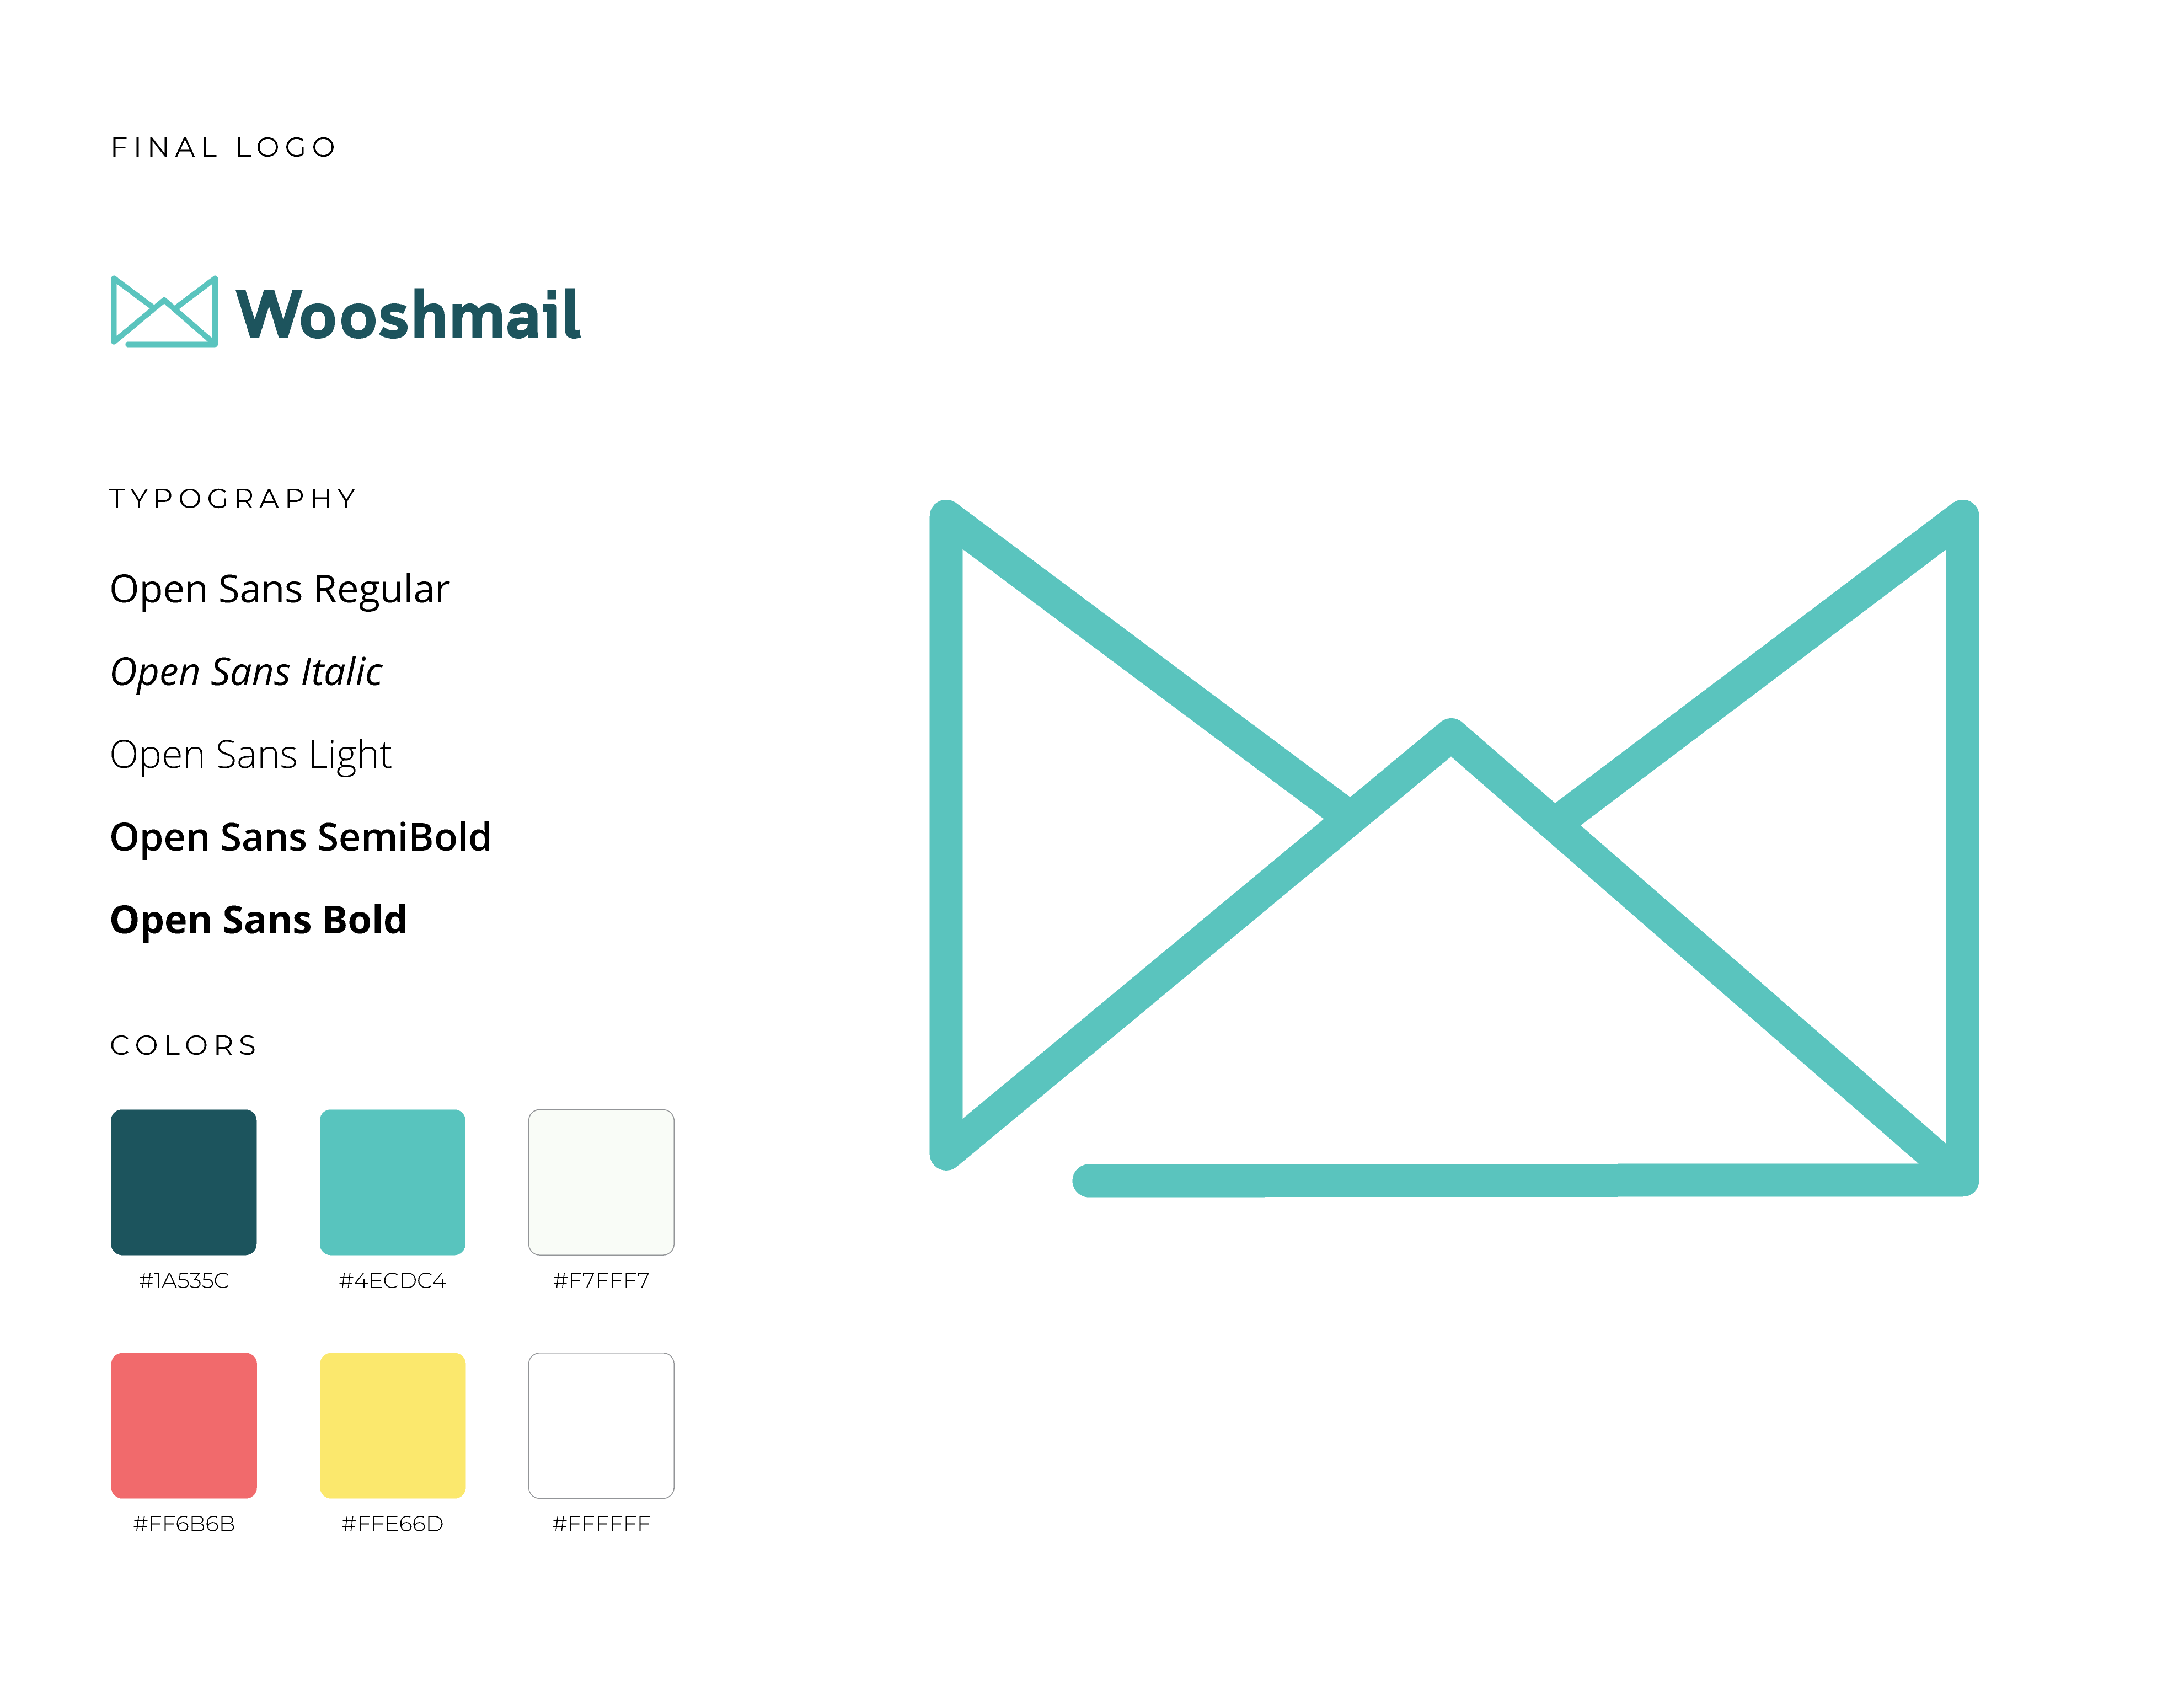 FINAL LOGO
Wooshmail
TYPOGRAPHY
Open Sans Regular
Open Sans Italic
Open Sans Light
Open Sans SemiBold
Open Sans Bold
COLORS
#1A535C #4ECDC4 #F7FFF7
#FF6B6B #FFE66D #FFFFFF